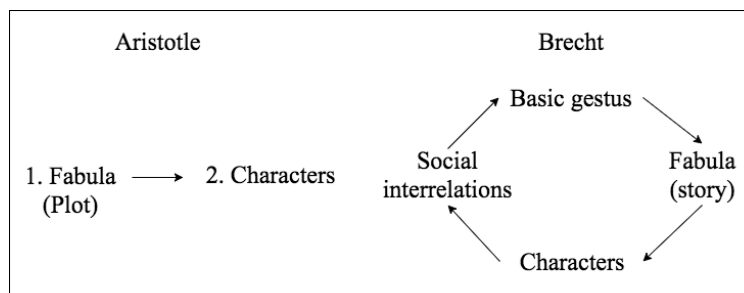 Aristotle
Brecht
Basic gestus
1. Fabula
(Plot)
2. Characters
Social
interrelations
Fabula
(story)
Characters